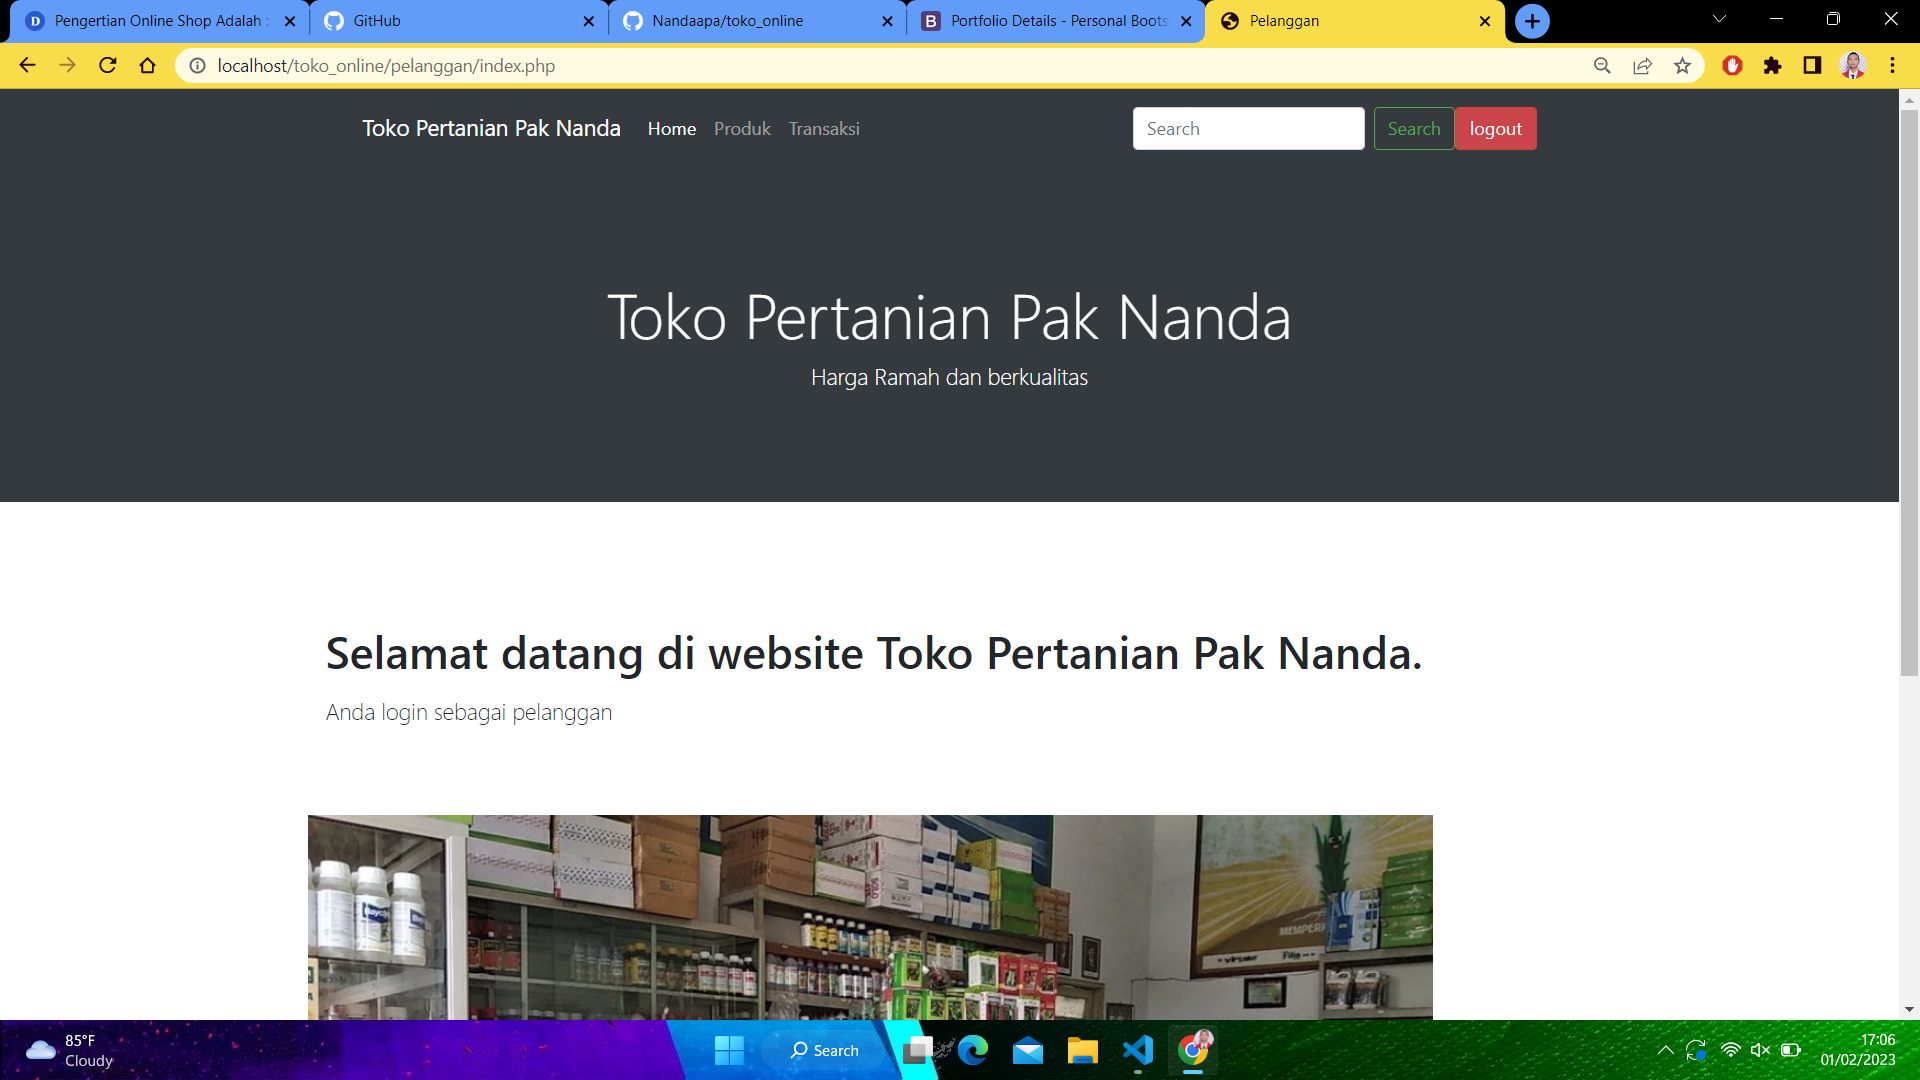 Pengertian Online Shop Adalah :
GitHub
Nandaapa/toko_online
Portfolio Details - Personal Boots
Pelanggan
localhost/toko_online/pelanggan/index.php
Toko Pertanian Pak Nanda
Home
Produk
Transaksi
Search
Search
logout
Toko Pertanian Pak Nanda
Harga Ramah dan berkualitas
Selamat datang di website Toko Pertanian Pak Nanda.
Anda login sebagai pelanggan
MEMPER
85°F
Cloudy
Search
17:06
01/02/2023